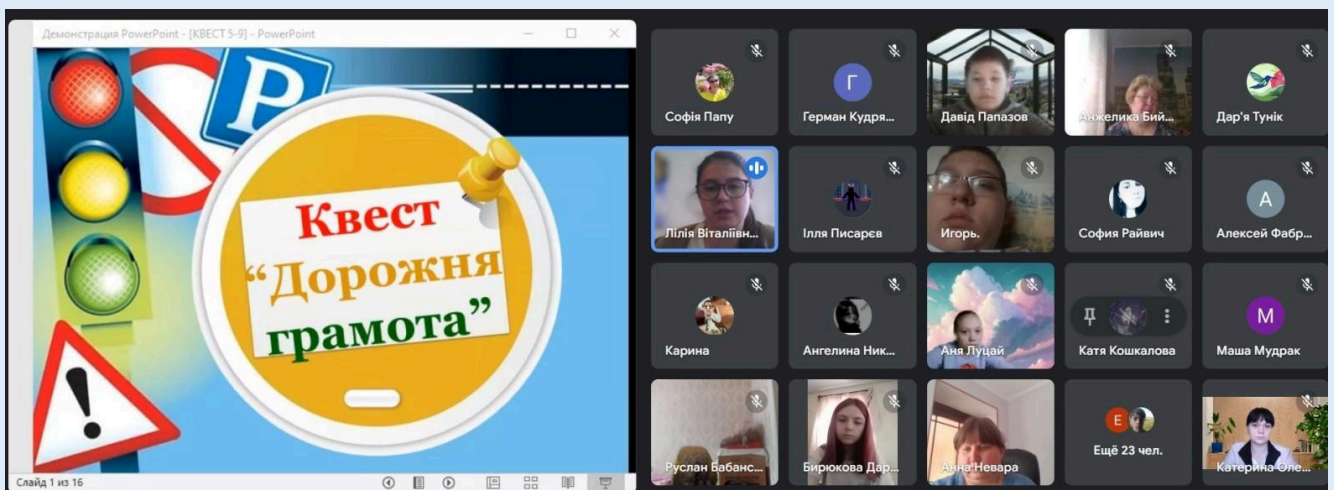 Демонстрация PowerPoint - [КВЕСТ 5-9] - PowerPoint
P
Квест
“Дорожня
грамота”
!
Слайд 1 из 16
Софія Папу
Г
Герман Кудря...
Давід Папазов
Анжелика Бий...
Дар'я Тунік
Лілія Віталіївн...
Ілля Писарєв
Игорь.
София Райвич
А
Алексей Фабр...
Карина
Ангелина Ник...
Аня Луцай
Катя Кошкалова
М
Маша Мудрак
Руслан Бабанс...
Бирюкова Дар...
Анна Невара
Е
Ещё 23 чел.
Катерина Оле...